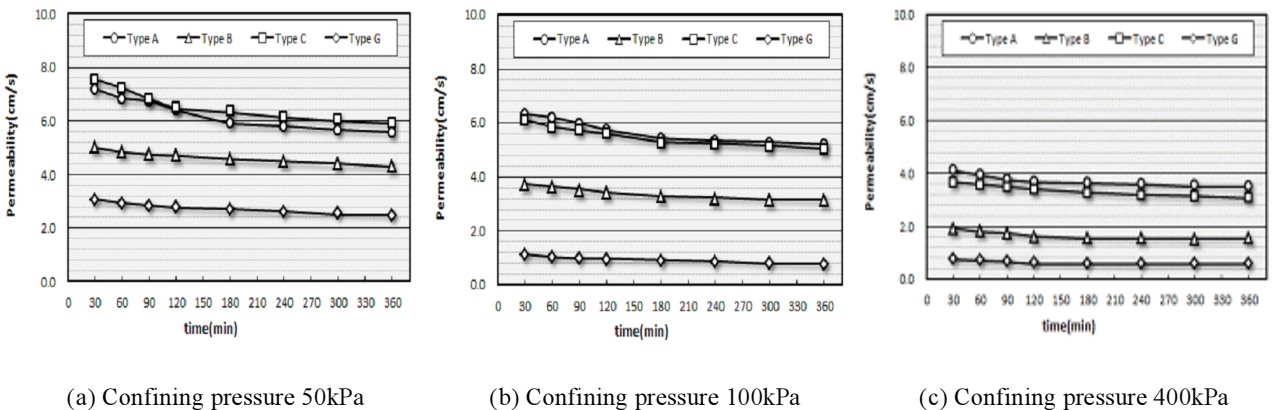 Type A Type B Type C Type G
Permeability(cm/s)
10.0
8.0
6.0
4.0
2.0
0.0
0 30 60 90 120 150 180 210 240 270 300 330 360
time(min)
(a) Confining pressure 50kPa
Type A Type B Type C Type G
Permeability(cm/s)
10.0
8.0
6.0
4.0
2.0
0.0
0 30 60 90 120 150 180 210 240 270 300 330 360
time(min)
(b) Confining pressure 100kPa
Type A Type B Type C Type G
Permeability(cm/s)
10.0
8.0
6.0
4.0
2.0
0.0
0 30 60 90 120 150 180 210 240 270 300 330 360
time(min)
(c) Confining pressure 400kPa